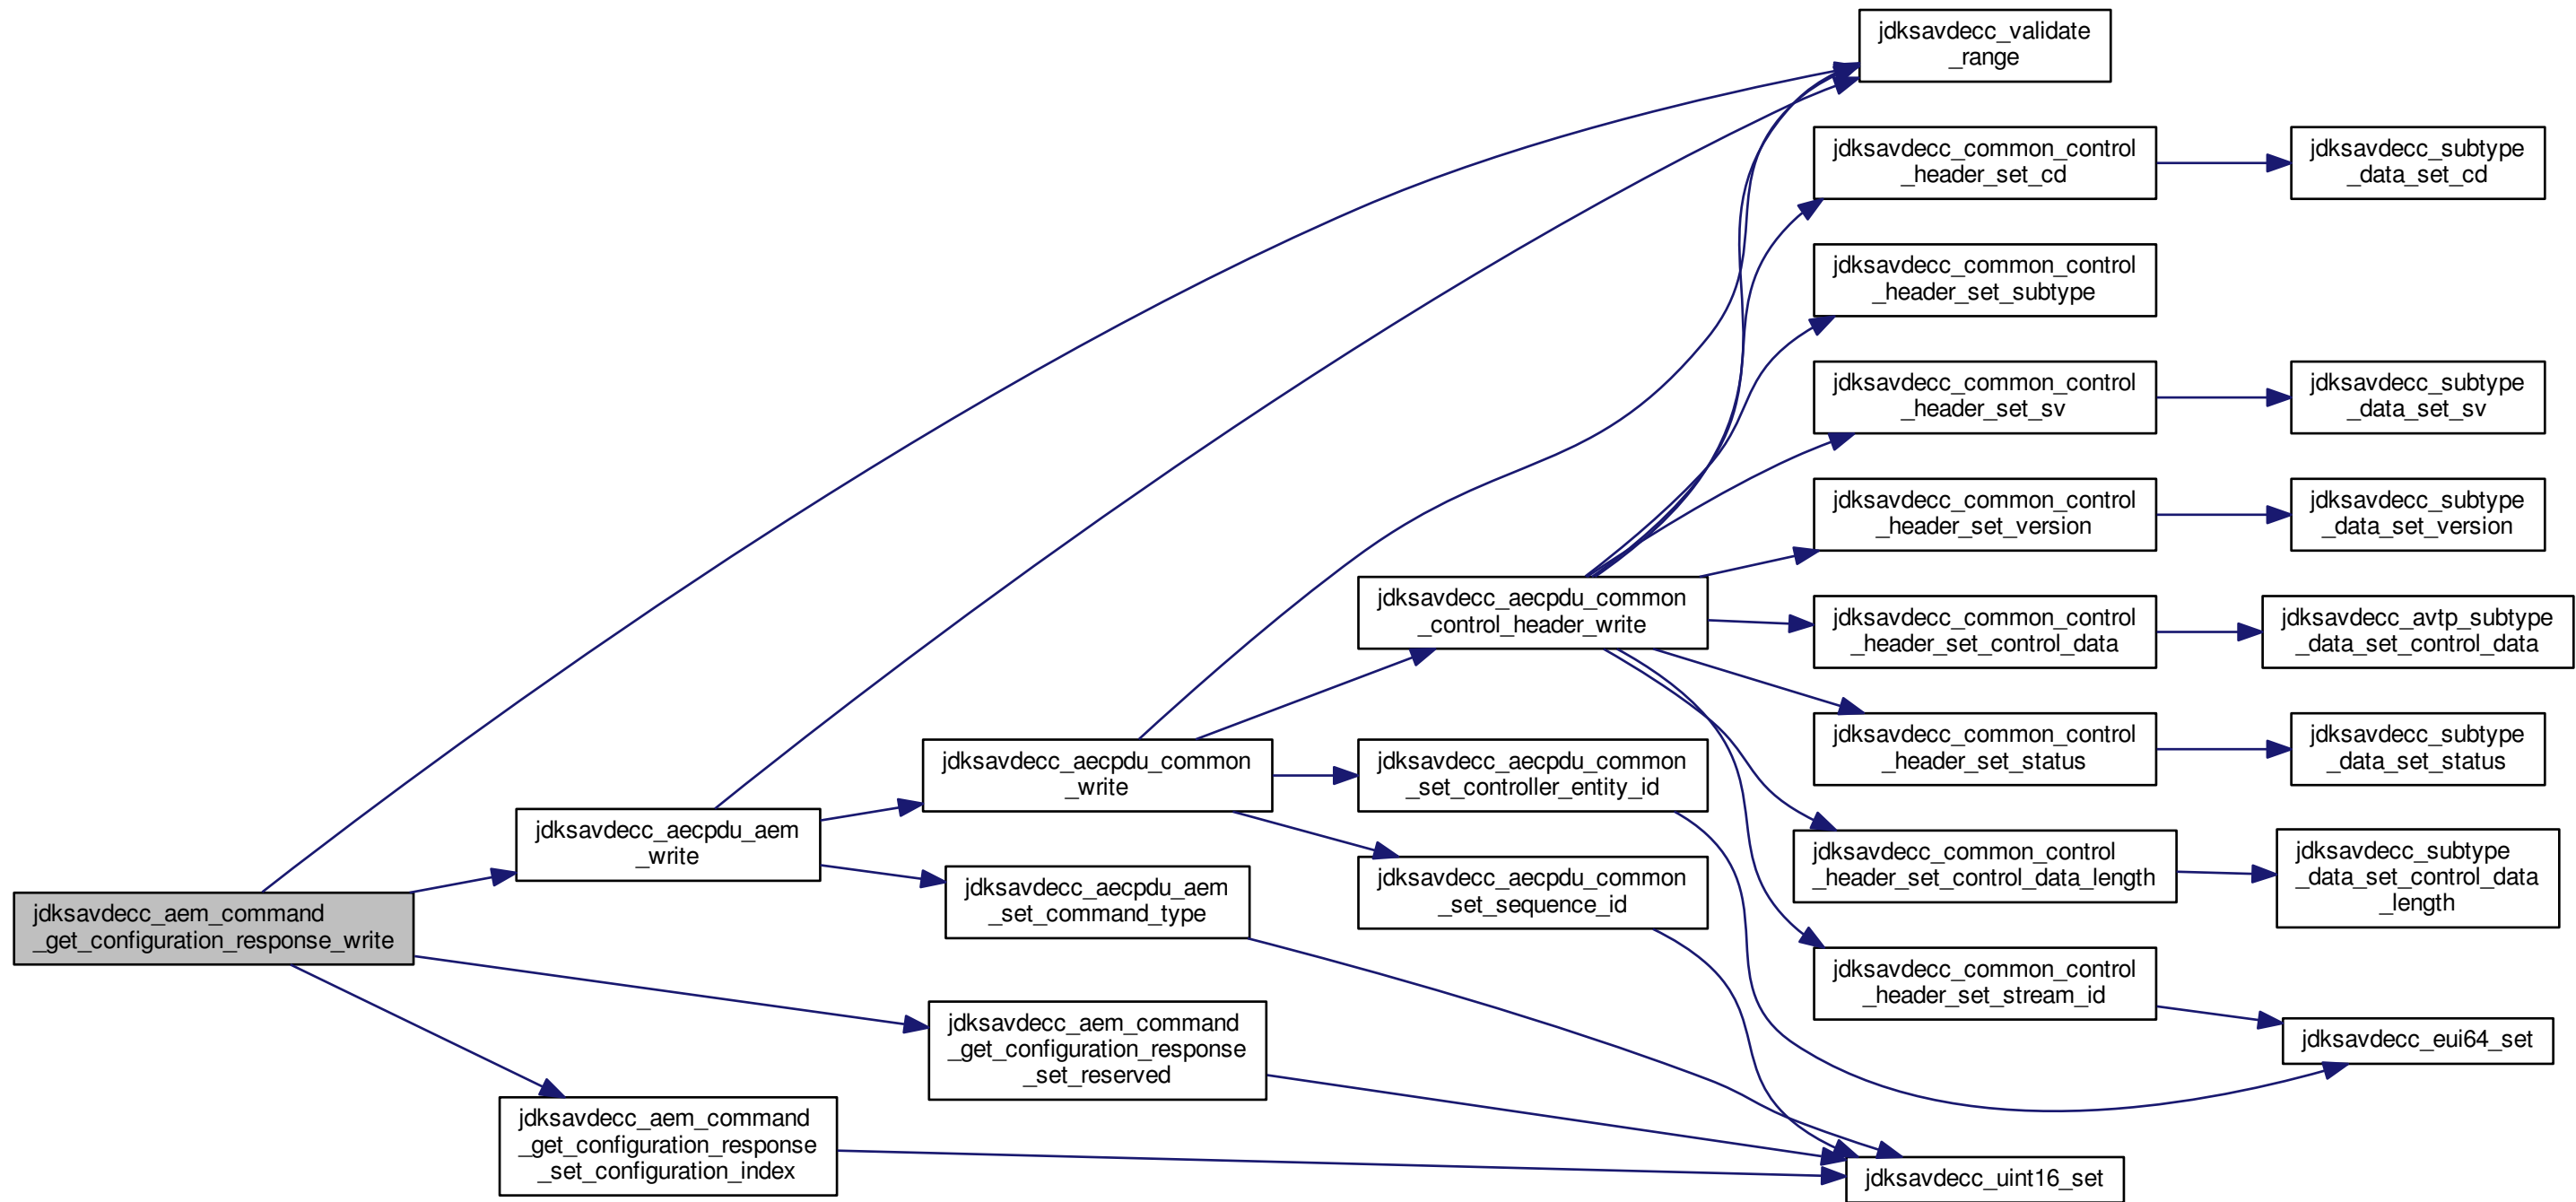 jdksavdecc_aem_command
_get_configuration_response_write
jdksavdecc_aecpdu_aem
_write
jdksavdecc_aem_command
_get_configuration_response
_set_configuration_index
jdksavdecc_aecpdu_common
_write
jdksavdecc_aecpdu_aem
_set_command_type
jdksavdecc_aem_command
_get_configuration_response
_set_reserved
jdksavdecc_aecpdu_common
_control_header_write
jdksavdecc_aecpdu_common
_set_controller_entity_id
jdksavdecc_aecpdu_common
_set_sequence_id
jdksavdecc_validate
_range
jdksavdecc_common_control
_header_set_cd
jdksavdecc_common_control
_header_set_subtype
jdksavdecc_common_control
_header_set_sv
jdksavdecc_common_control
_header_set_version
jdksavdecc_common_control
_header_set_control_data
jdksavdecc_common_control
_header_set_status
jdksavdecc_common_control
_header_set_control_data_length
jdksavdecc_common_control
_header_set_stream_id
jdksavdecc_uint16_set
jdksavdecc_subtype
_data_set_cd
jdksavdecc_subtype
_data_set_sv
jdksavdecc_subtype
_data_set_version
jdksavdecc_avtp_subtype
_data_set_control_data
jdksavdecc_subtype
_data_set_status
jdksavdecc_subtype
_data_set_control_data
_length
jdksavdecc_eui64_set